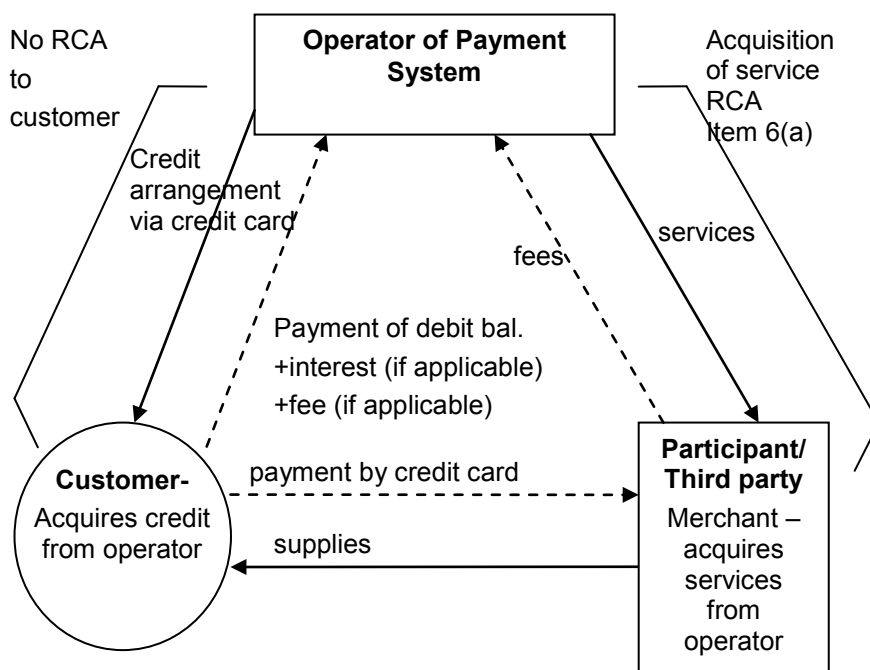 No RCA
to
customer
Operator of Payment
System
Acquisition
of service
RCA
Item 6(a)
Credit
arrangement
via credit card
fees
services
Payment of debit bal.
+interest (if applicable)
+fee (if applicable)
Customer-
Acquires credit
from operator
payment by credit card
supplies
Participant/
Third party
Merchant –
acquires
services
from
operator